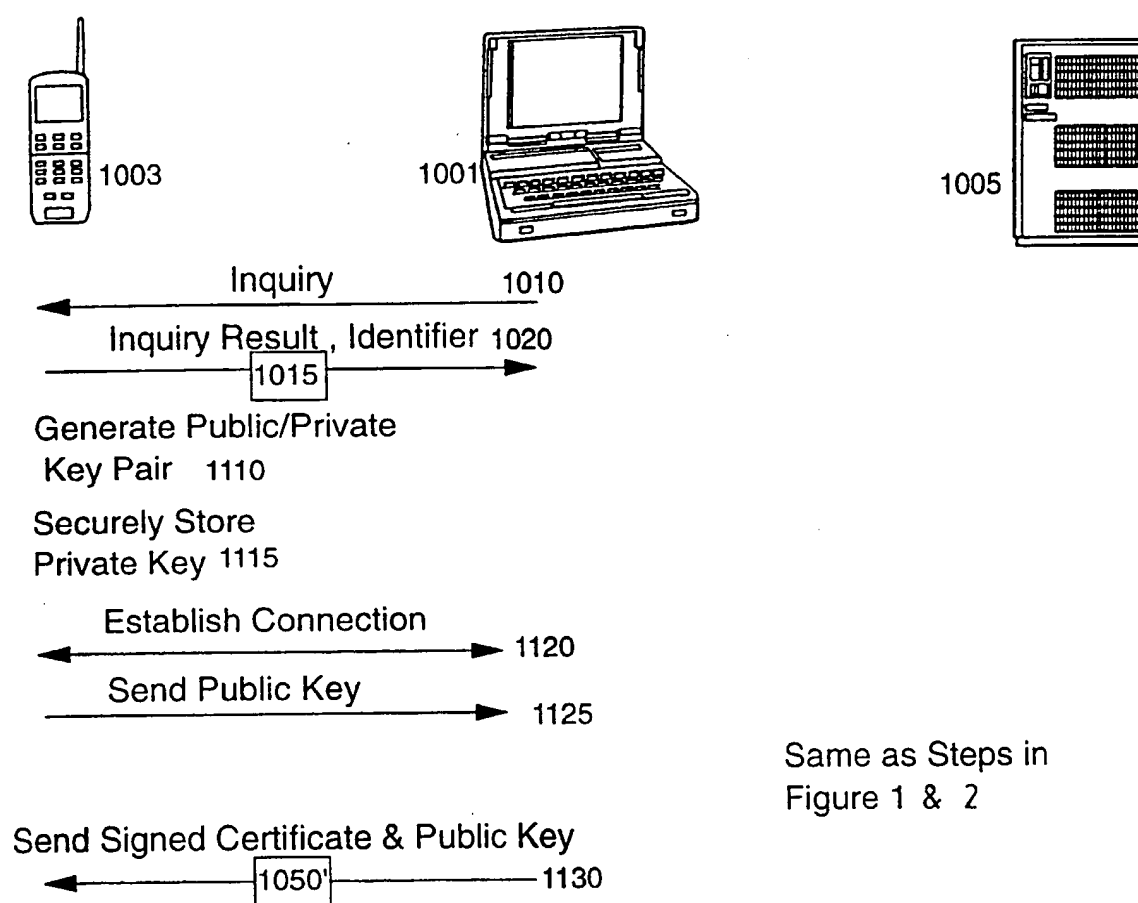 1003
1001
1005
Inquiry 1010
Inquiry Result , Identifier 1020
1015
Generate Public/Private
Key Pair 1110
Securely Store
Private Key 1115
Establish Connection
1120
Send Public Key
1125
Same as Steps in
Figure 1 & 2
Send Signed Certificate & Public Key
1050' 1130